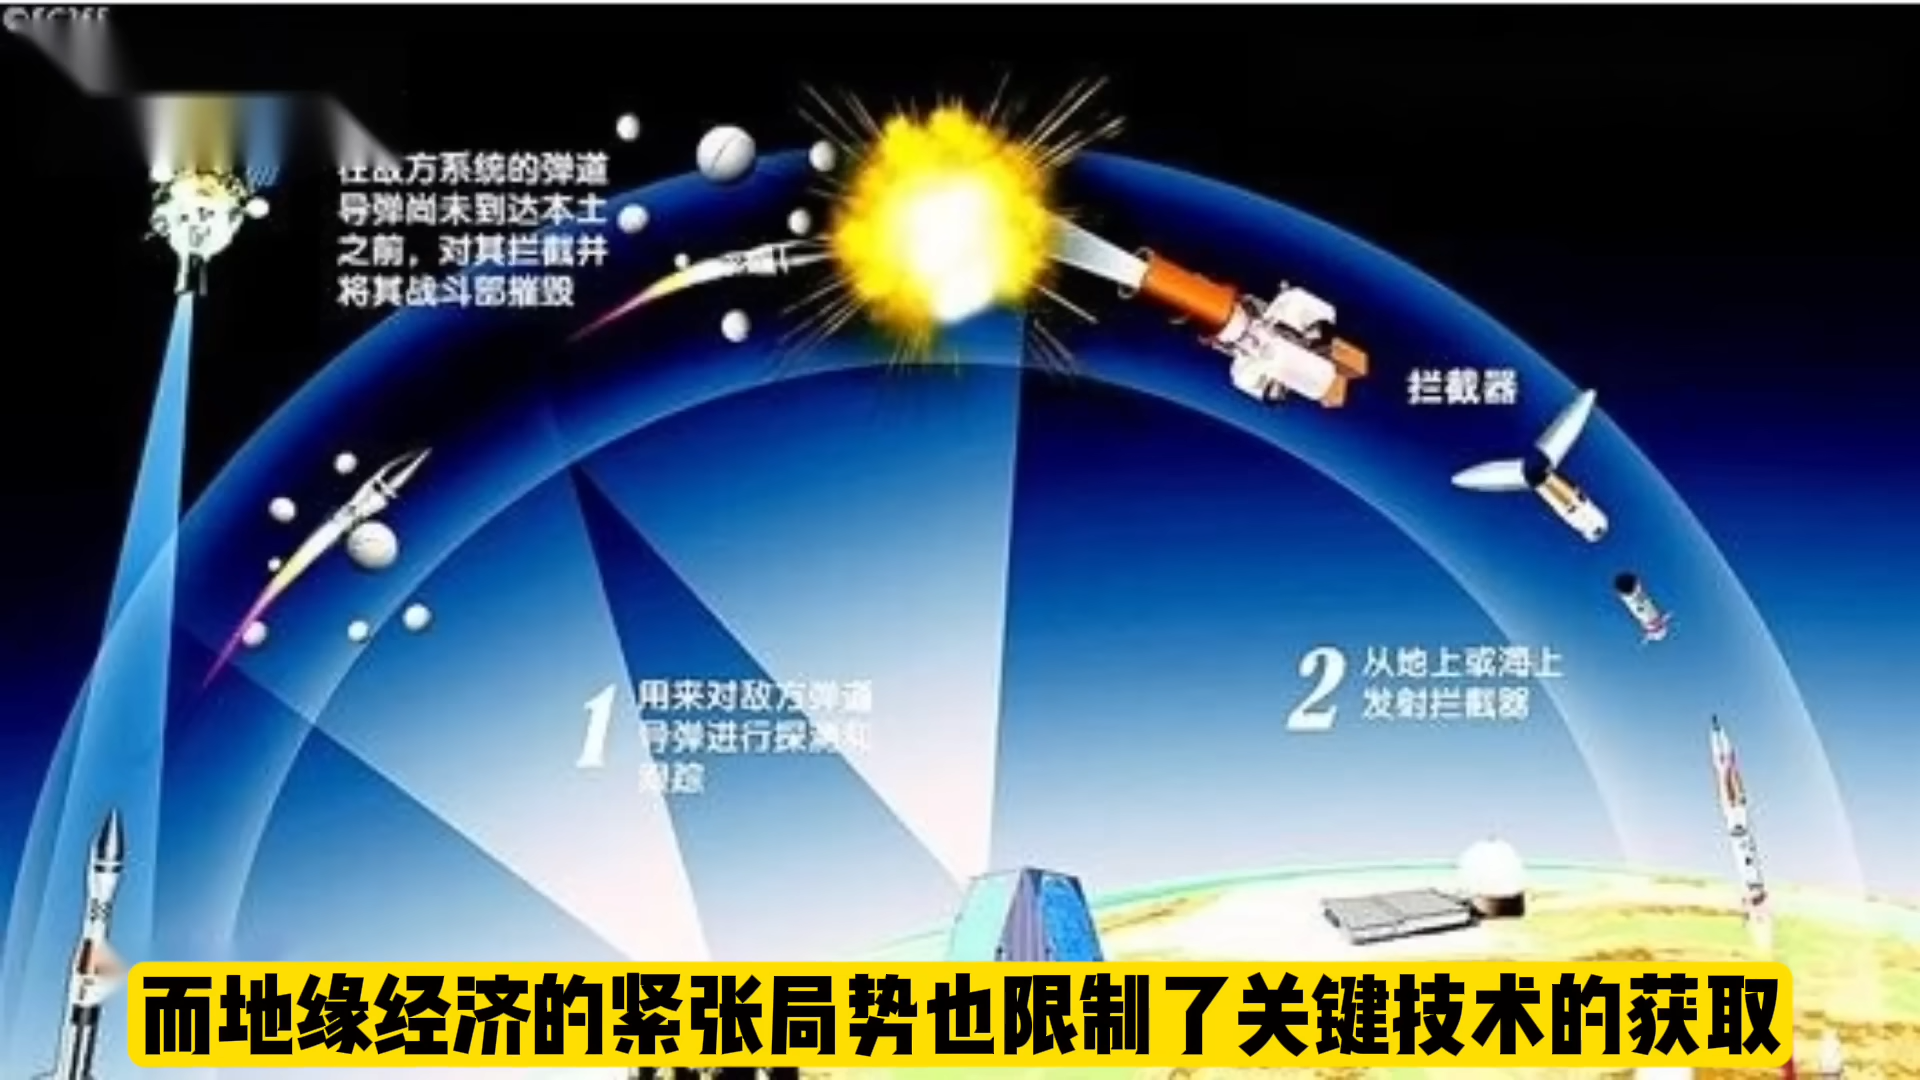 在敌方系统的弹道
导弹尚未到达本土
之前，对其拦截并
将其战斗部摧毁
拦截器
1 用来对敌方弹道
导弹进行探测和
跟踪
2 从地上或海上
发射拦截器
而地缘经济的紧张局势也限制了关键技术的获取